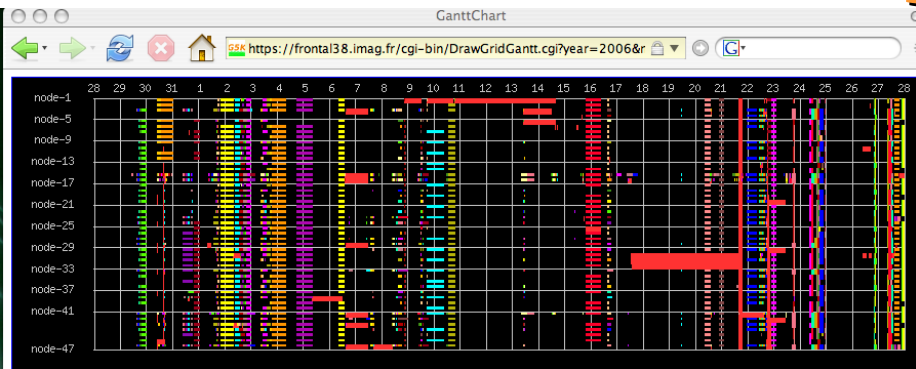 GanttChart
GSK https://frontal38.imag.fr/cgi-bin/DrawGridGantt.cgi?year=2006&r
G
28 29 30 31 1 2 3 4 5 6 7 8 9 10 11 12 13 14 15 16 17 18 19 20 21 22 23 24 25 26 27 28
node-1
node-5
node-9
node-13
node-17
node-21
node-25
node-29
node-33
node-37
node-41
node-47